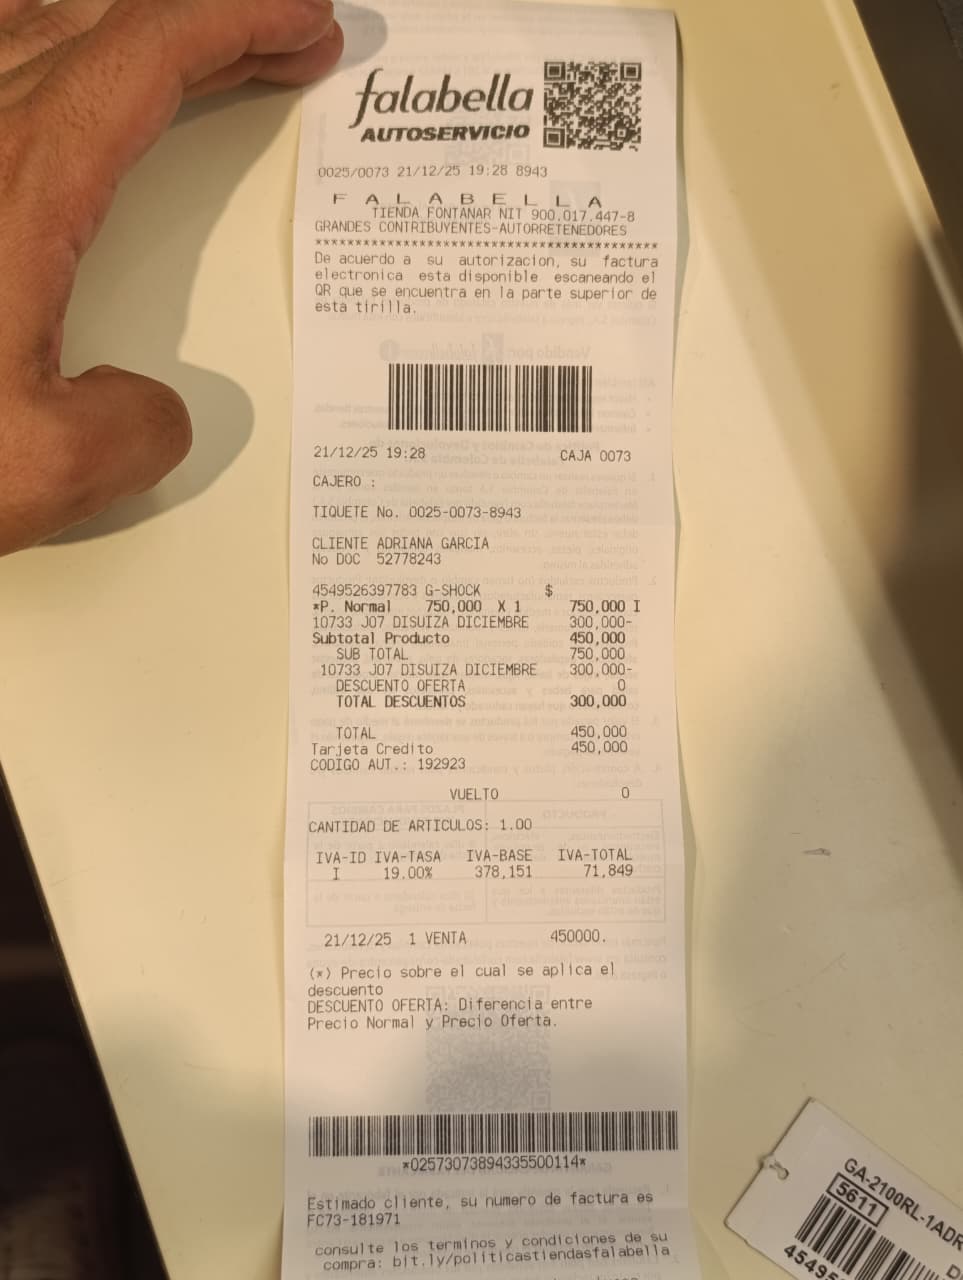 falabella
AUTOSERVICIO
0025/0073 21/12/25 19:28 8943
F A L A B E L L A
TIENDA FONTANAR NIT 900.017.447-8
GRANDES CONTRIBUYENTES-AUTORRETENEDORES
*******************************************
De acuerdo a su autorizacion, su factura
electronica esta disponible escaneando el
QR que se encuentra en la parte superior de
esta tirilla.
21/12/25 19:28 CAJA 0073
CAJERO :
TIQUETE No. 0025-0073-8943
CLIENTE ADRIANA GARCIA
No DOC 52778243
4549526397783 G-SHOCK $
*P. Normal 750,000 X 1 750,000 I
10733 J07 DISUIZA DICIEMBRE 300,000-
Subtotal Producto 450,000
SUB TOTAL 750,000
10733 J07 DISUIZA DICIEMBRE 300,000-
DESCUENTO OFERTA 0
TOTAL DESCUENTOS 300,000
TOTAL 450,000
Tarjeta Credito 450,000
CODIGO AUT.: 192923
VUELTO 0
CANTIDAD DE ARTICULOS: 1.00
IVA-ID IVA-TASA IVA-BASE IVA-TOTAL
I 19.00% 378,151 71,849
21/12/25 1 VENTA 450000.
(*) Precio sobre el cual se aplica el
descuento
DESCUENTO OFERTA: Diferencia entre
Precio Normal y Precio Oferta.
*02573073894335500114*
Estimado cliente, su numero de factura es
FC73-181971
consulte los terminos y condiciones de su
compra: bit.ly/politicastiendasfalabella
GA-2100RL-1ADR
5611